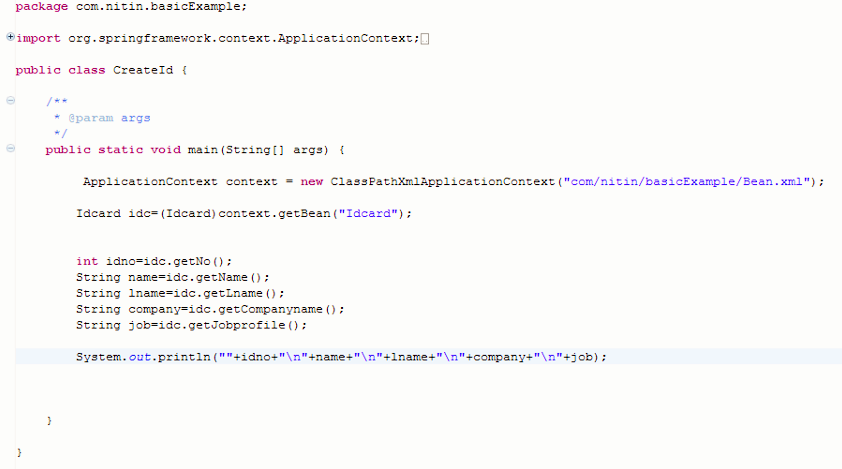 package com.nitin.basicExample;
import org.springframework.context.ApplicationContext;
public class CreateId {
/**
* @param args
*/
public static void main(String[] args) {
ApplicationContext context = new ClassPathXmlApplicationContext("com/nitin/basicExample/Bean.xml");
Idcard idc=(Idcard)context.getBean("Idcard");
int idno=idc.getNo();
String name=idc.getName();
String lname=idc.getLname();
String company=idc.getCompanyname();
String job=idc.getJobprofile();
System.out.println(""+idno+"\n"+name+"\n"+lname+"\n"+company+"\n"+job);
}
}